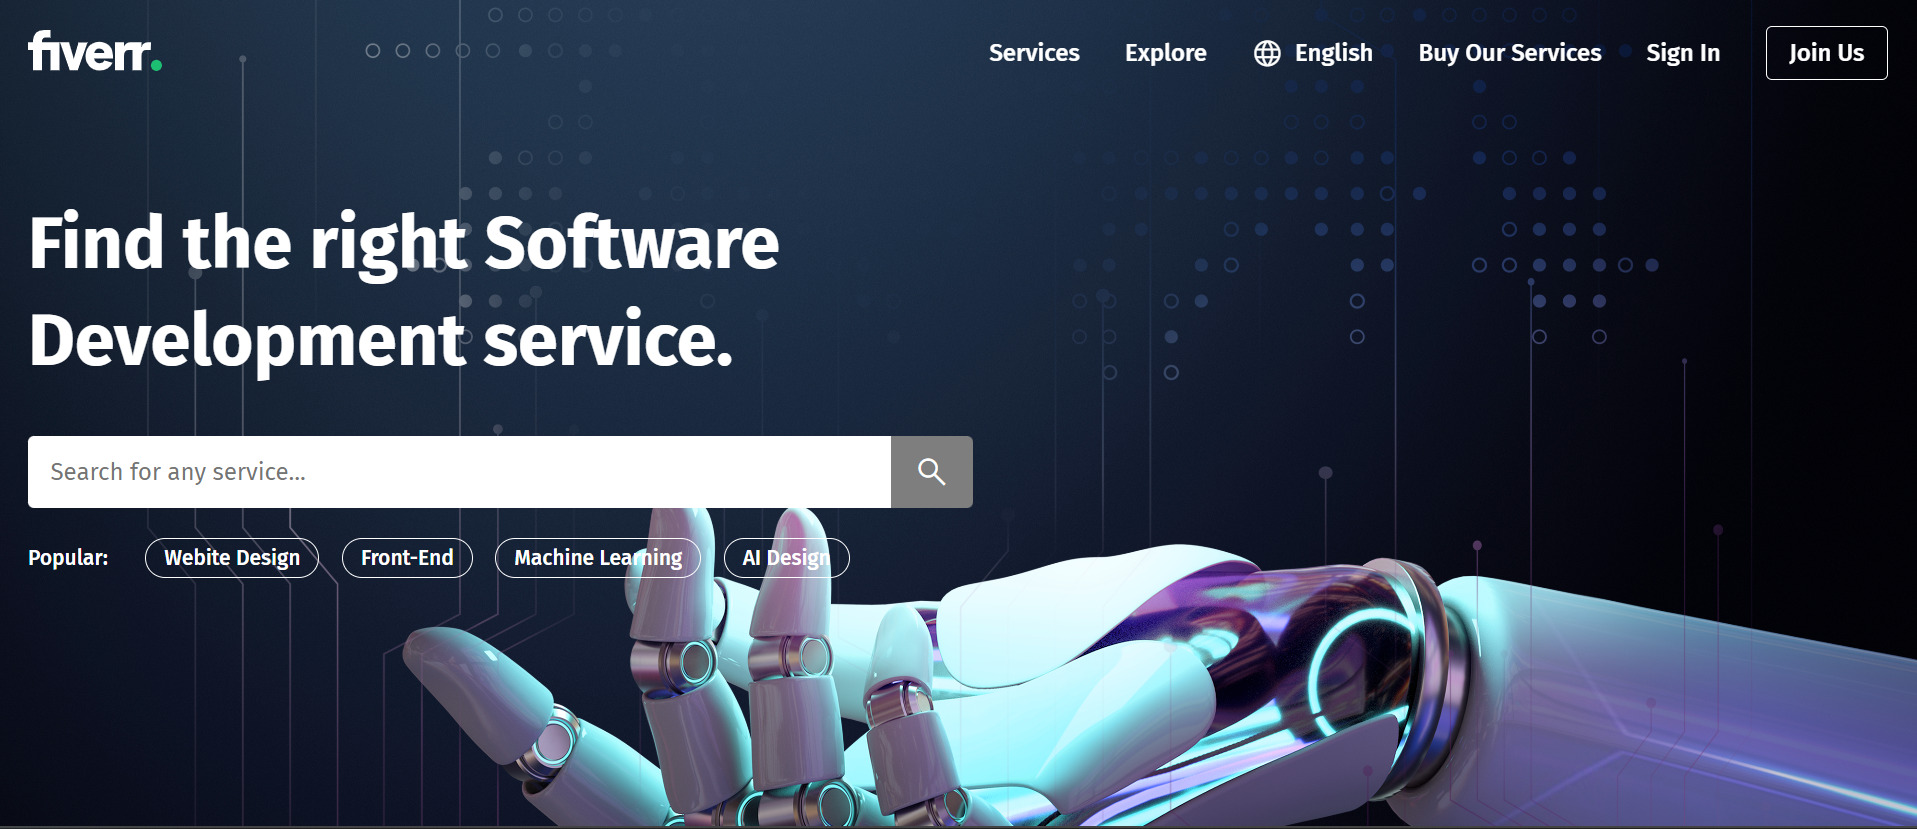 fiverr.
Services Explore English Buy Our Services Sign In Join Us
Find the right Software
Development service.
Search for any service...
Popular: Webite Design Front-End Machine Learning AI Design